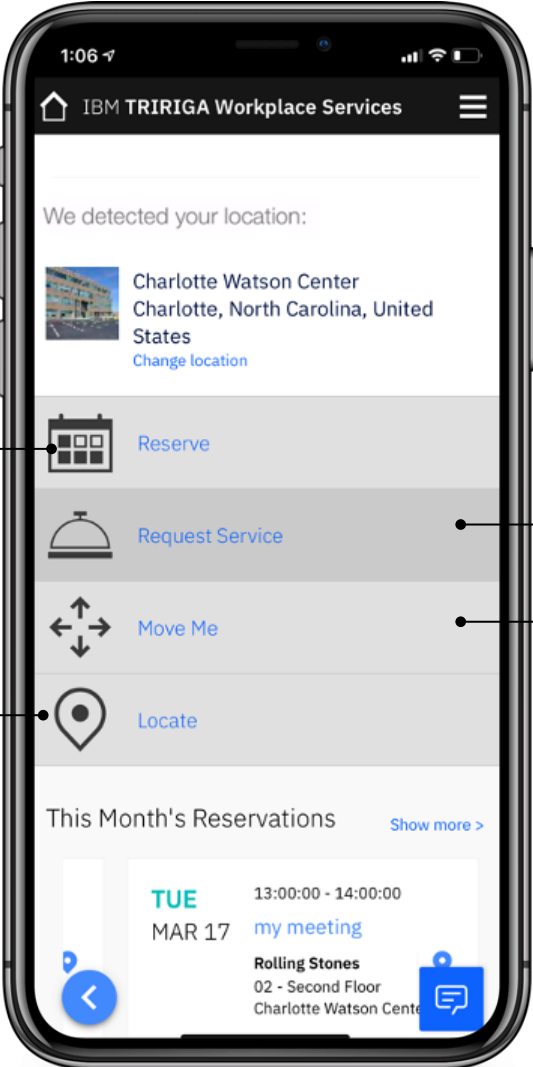 1:06
IBM TRIRIGA Workplace Services
We detected your location:
Charlotte Watson Center
Charlotte, North Carolina, United
States
Change location
Reserve
Request Service
Move Me
Locate
This Month's Reservations
Show more >
TUE
MAR 17
13:00:00 - 14:00:00
my meeting
Rolling Stones
02 - Second Floor
Charlotte Watson Cente